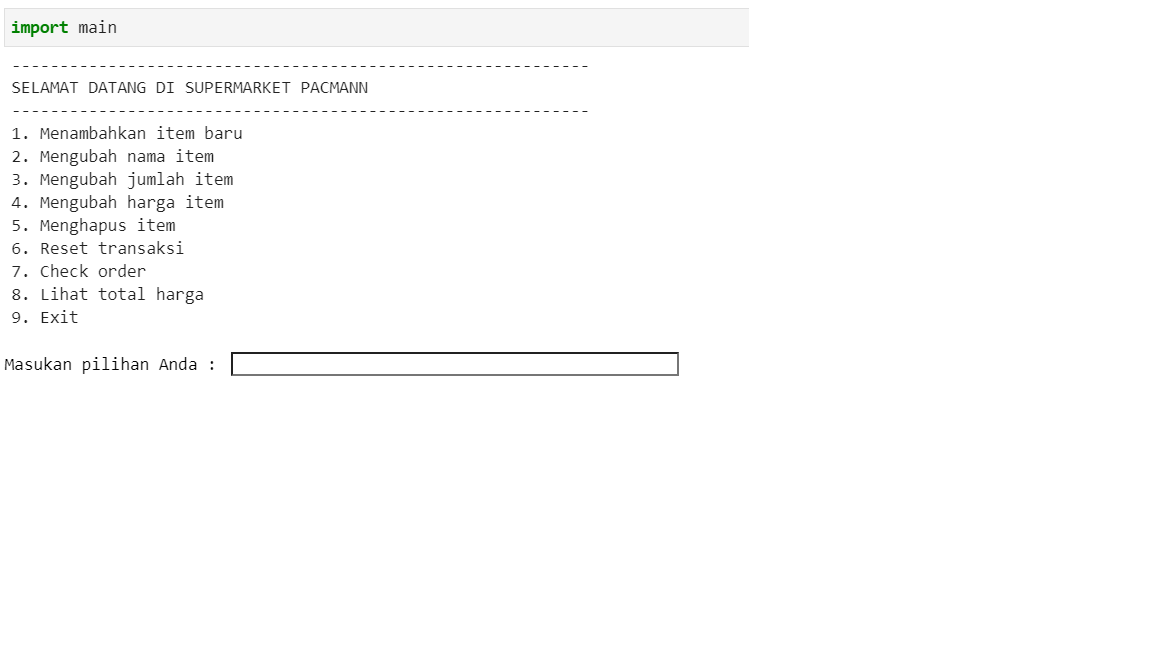 import main
------------------------------------------------------------
SELAMAT DATANG DI SUPERMARKET PACMANN
------------------------------------------------------------
1. Menambahkan item baru
2. Mengubah nama item
3. Mengubah jumlah item
4. Mengubah harga item
5. Menghapus item
6. Reset transaksi
7. Check order
8. Lihat total harga
9. Exit
Masukan pilihan Anda :